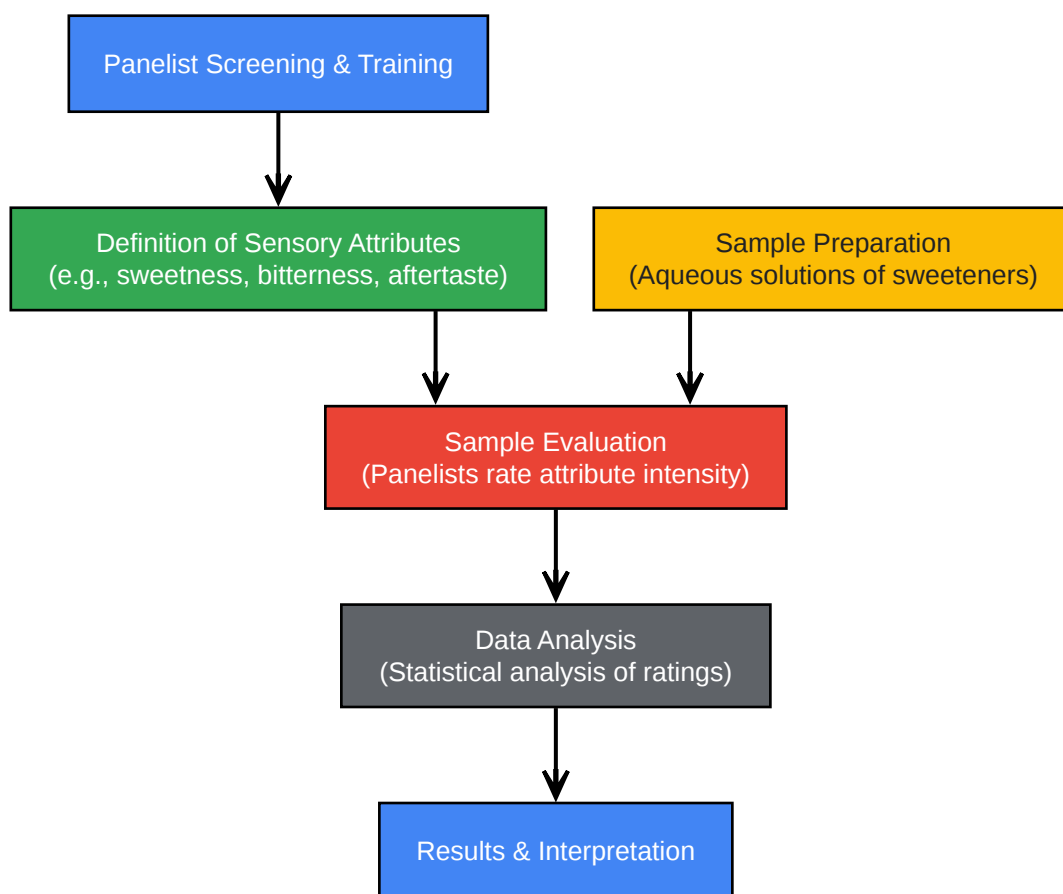 Panelist Screening & Training
Definition of Sensory Attributes
(e.g., sweetness, bitterness, aftertaste)
Sample Preparation
(Aqueous solutions of sweeteners)
Sample Evaluation
(Panelists rate attribute intensity)
Data Analysis
(Statistical analysis of ratings)
Results & Interpretation